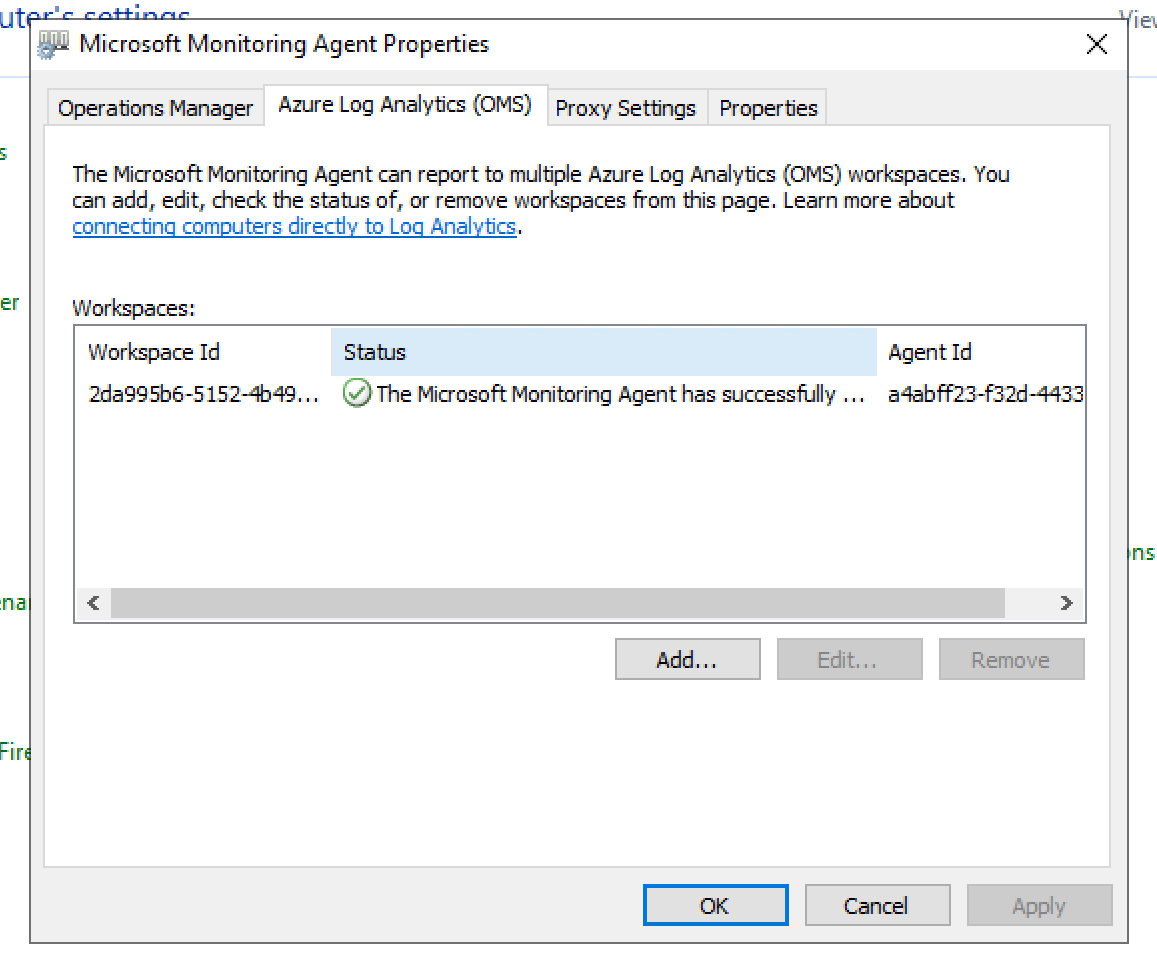 uter's settings
View
Microsoft Monitoring Agent Properties
Operations Manager
Azure Log Analytics (OMS)
Proxy Settings
Properties
s
The Microsoft Monitoring Agent can report to multiple Azure Log Analytics (OMS) workspaces. You
can add, edit, check the status of, or remove workspaces from this page. Learn more about
connecting computers directly to Log Analytics.
er
Workspaces:
Workspace Id
Status
Agent Id
2da995b6-5152-4b49...
The Microsoft Monitoring Agent has successfully ...
a4abff23-f32d-4433
ons
enan
Add...
Edit...
Remove
Fire
OK
Cancel
Apply